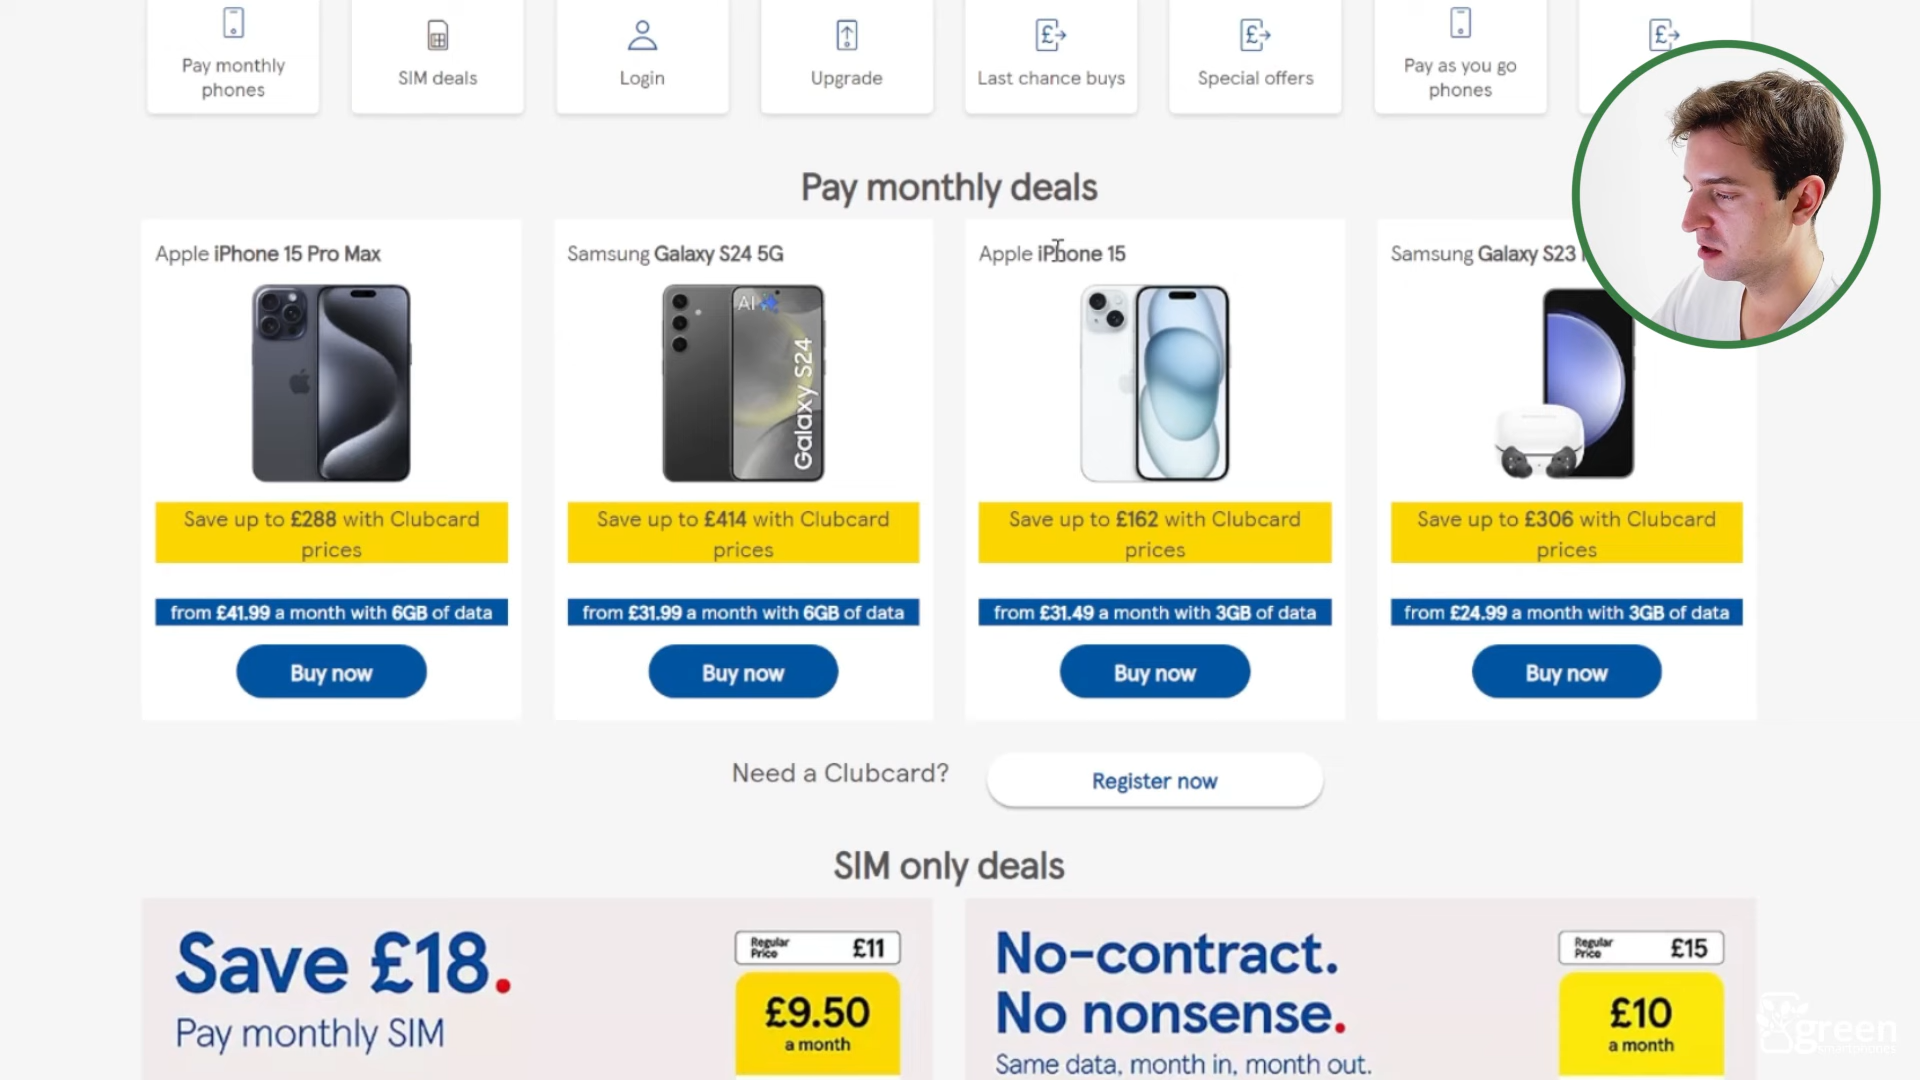 Pay monthly
phones
SIM deals
Login
Upgrade
Last chance buys
Special offers
Pay as you go
phones
Pay monthly deals
Apple iPhone 15 Pro Max
Samsung Galaxy S24 5G
Apple iPhone 15
Samsung Galaxy S23
AI
Galaxy S24
Save up to £288 with Clubcard
prices
Save up to £414 with Clubcard
prices
Save up to £162 with Clubcard
prices
Save up to £306 with Clubcard
prices
from £41.99 a month with 6GB of data
from £31.99 a month with 6GB of data
from £31.49 a month with 3GB of data
from £24.99 a month with 3GB of data
Buy now
Buy now
Buy now
Buy now
Need a Clubcard?
Register now
SIM only deals
Save £18.
Pay monthly SIM
Regular
Price
£11
£9.50
a month
No-contract.
No nonsense.
Same data, month in, month out.
Regular
Price
£15
£10
a month
green